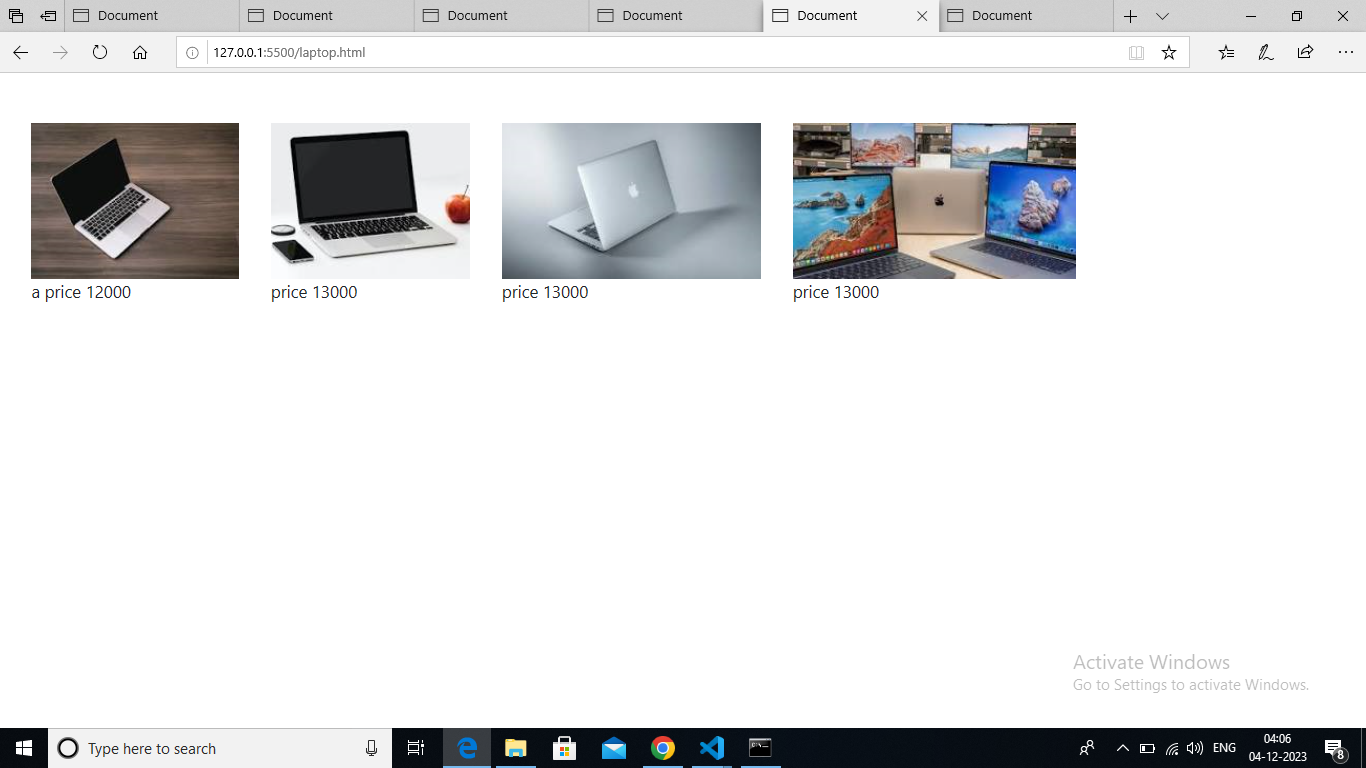 Document
Document
Document
Document
Document
Document
127.0.0.1:5500/laptop.html
a price 12000
price 13000
price 13000
price 13000
Activate Windows
Go to Settings to activate Windows.
Type here to search
ENG
04:06
04-12-2023
8